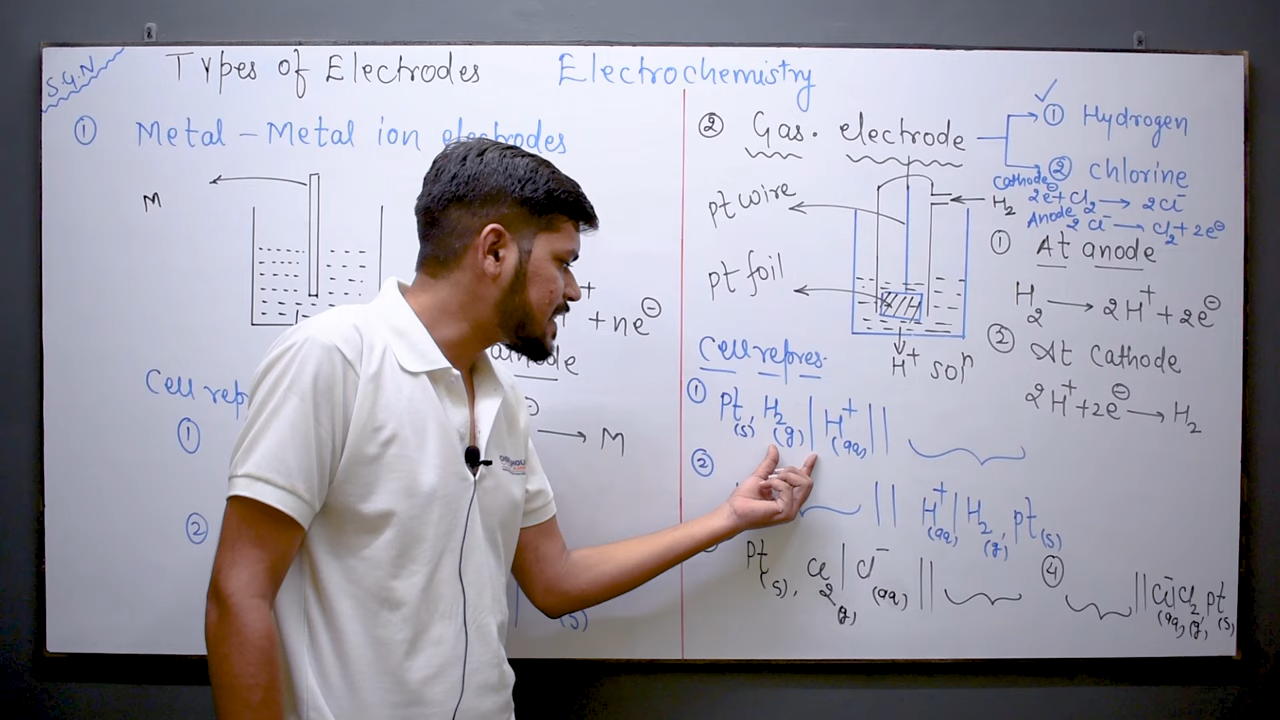 S.G.N
Types of Electrodes
Electrochemistry
① Metal – Metal ion electrodes
M
+ + ne⊖
Cell rep
①
⟶ M
②
(s)
② Gas. electrode
① Hydrogen
② chlorine
Cathode
2e⊖ + Cl₂ ⟶ 2Cl⁻
Anode
2Cl⁻ ⟶ Cl₂ + 2e⊖
pt wire
H₂
pt foil
H⁺ solⁿ
① At anode
H₂ ⟶ 2H⁺ + 2e⊖
② At Cathode
2H⁺ + 2e⊖ ⟶ H₂
Cell repres.
① Pt(s), H₂(g) | H⁺(aq) ||
② || H⁺(aq) | H₂(g), pt(s)
Pt(s), Cl₂(g) | Cl⁻(aq) ||
④ || Cl⁻(aq) | Cl₂(g), pt(s)